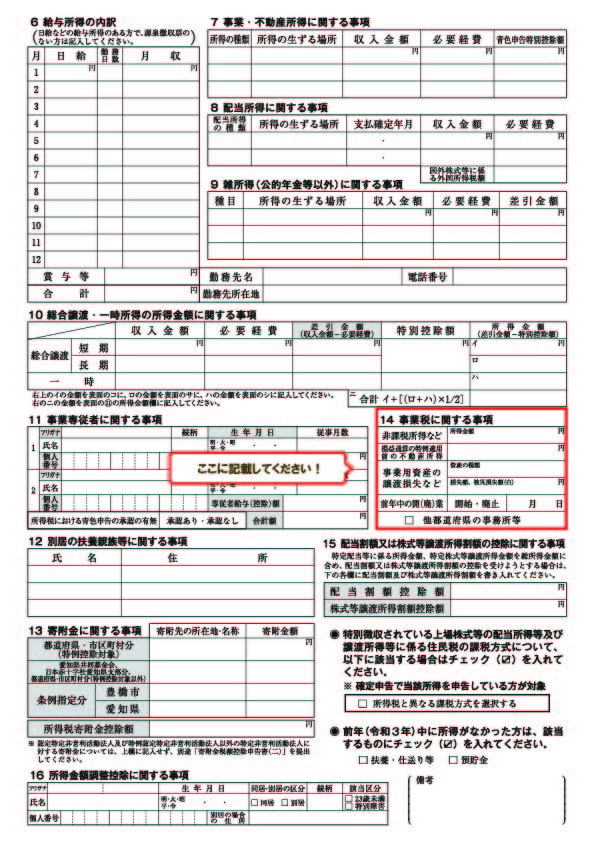 6 給与所得の内訳
(日給などの給与所得のある方で、源泉徴収票の
ない方は記入してください。)
月 日給 勤務日数 月収
円 円
1
2
3
4
5
6
7
8
9
10
11
12
賞与等 円
合計 円
勤務先名 電話番号
勤務先所在地
7 事業・不動産所得に関する事項
所得の種類 所得の生ずる場所 収入金額 必要経費 青色申告特別控除額
円 円 円
8 配当所得に関する事項
配当所得の種類 所得の生ずる場所 支払確定年月 収入金額 必要経費
・ 円 円
・
国外株式等に係る外国所得税額 円
9 雑所得(公的年金等以外)に関する事項
種目 所得の生ずる場所 収入金額 必要経費 差引金額
円 円 円
10 総合譲渡・一時所得の所得金額に関する事項
収入金額 必要経費 差引金額(収入金額-必要経費) 特別控除額 所得金額(差引金額-特別控除額)
総合譲渡 短期 円 円 円 円 イ 円
長期 ロ
一時 ハ
右上のイの金額を表面のコに、ロの金額を表面のサに、ハの金額を表面のシに記入してください。
右のニの金額を表面の⑪の所得金額欄に記入してください。
ニ 合計 イ+[(ロ+ハ)×1/2]
11 事業専従者に関する事項
フリガナ 続柄 生年月日 従事月数
1 氏名 明・大・昭平・令 ・ ・
個人番号
フリガナ 続柄 生年月日 従事月数
2 氏名 明・大・昭平・令 ・ ・
個人番号 専従者給与(控除)額 円
所得税における青色申告の承認の有無 承認あり・承認なし 合計額 円
ここに記載してください!
14 事業税に関する事項
非課税所得など 所得金額 円
損益通算の特例適用前の不動産所得 円
事業用資産の譲渡損失など 資産の種類
損失額、被災損失額(白) 円
前年中の開(廃)業 開始・廃止 月 日
□ 他都道府県の事務所等
12 別居の扶養親族等に関する事項
氏名 住所
15 配当割額又は株式等譲渡所得割額の控除に関する事項
特定配当等に係る所得金額、特定株式等譲渡所得金額を総所得金額に
含め、配当割額又は株式等譲渡所得割額の控除を受けようとする場合は、
下の各欄に配当割額及び株式等譲渡所得割額を書き入れてください。
配当割額控除額 円
株式等譲渡所得割額控除額
13 寄附金に関する事項
寄附先の所在地・名称 寄附金額
都道府県・市区町村分(特例控除対象) 円
愛知県共同募金会、
日本赤十字社愛知県支部分、
都道府県・市区町村分(特例控除対象以外)
条例指定分 豊橋市
愛知県
所得税寄附金控除額 円
※ 認定特定非営利活動法人及び特例認定特定非営利活動法人以外の特定非営利活動法人に
対する寄附金については、上欄に記入せず、別途「寄附金税額控除申告書(二)」を提出
してください。
● 特別徴収されている上場株式等の配当所得等及び
譲渡所得等に係る住民税の課税方式について、
以下に該当する場合はチェック(☑)を入れて
ください。
※ 確定申告で当該所得を申告している方が対象
□ 所得税と異なる課税方式を選択する
● 前年(令和3年)中に所得がなかった方は、該当
するものにチェック(☑)を入れてください。
□ 扶養・仕送り等 □ 預貯金
備考
16 所得金額調整控除に関する事項
フリガナ 生年月日 同居・別居の区分 続柄 該当区分
氏名 明・大・昭平・令 ・ ・ □ 同居 □ 別居 □ 23歳未満
□ 特別障害
個人番号 別居の場合の住所